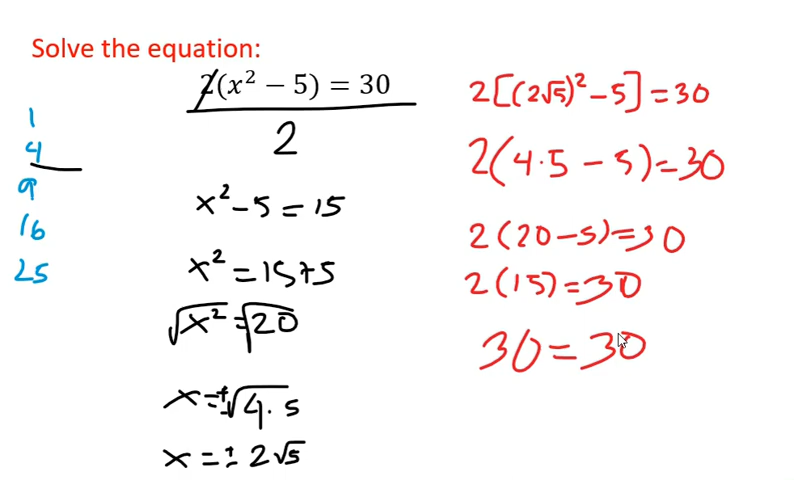 Solve the equation:
2(x² − 5) = 30
2
1
4
9
16
25
x² − 5 = 15
x² = 15+5
√x² = √20
x = ±√4·5
x = ± 2√5
2[(2√5)² − 5] = 30
2(4·5 − 5) = 30
2(20 − 5) = 30
2(15) = 30
30 = 30